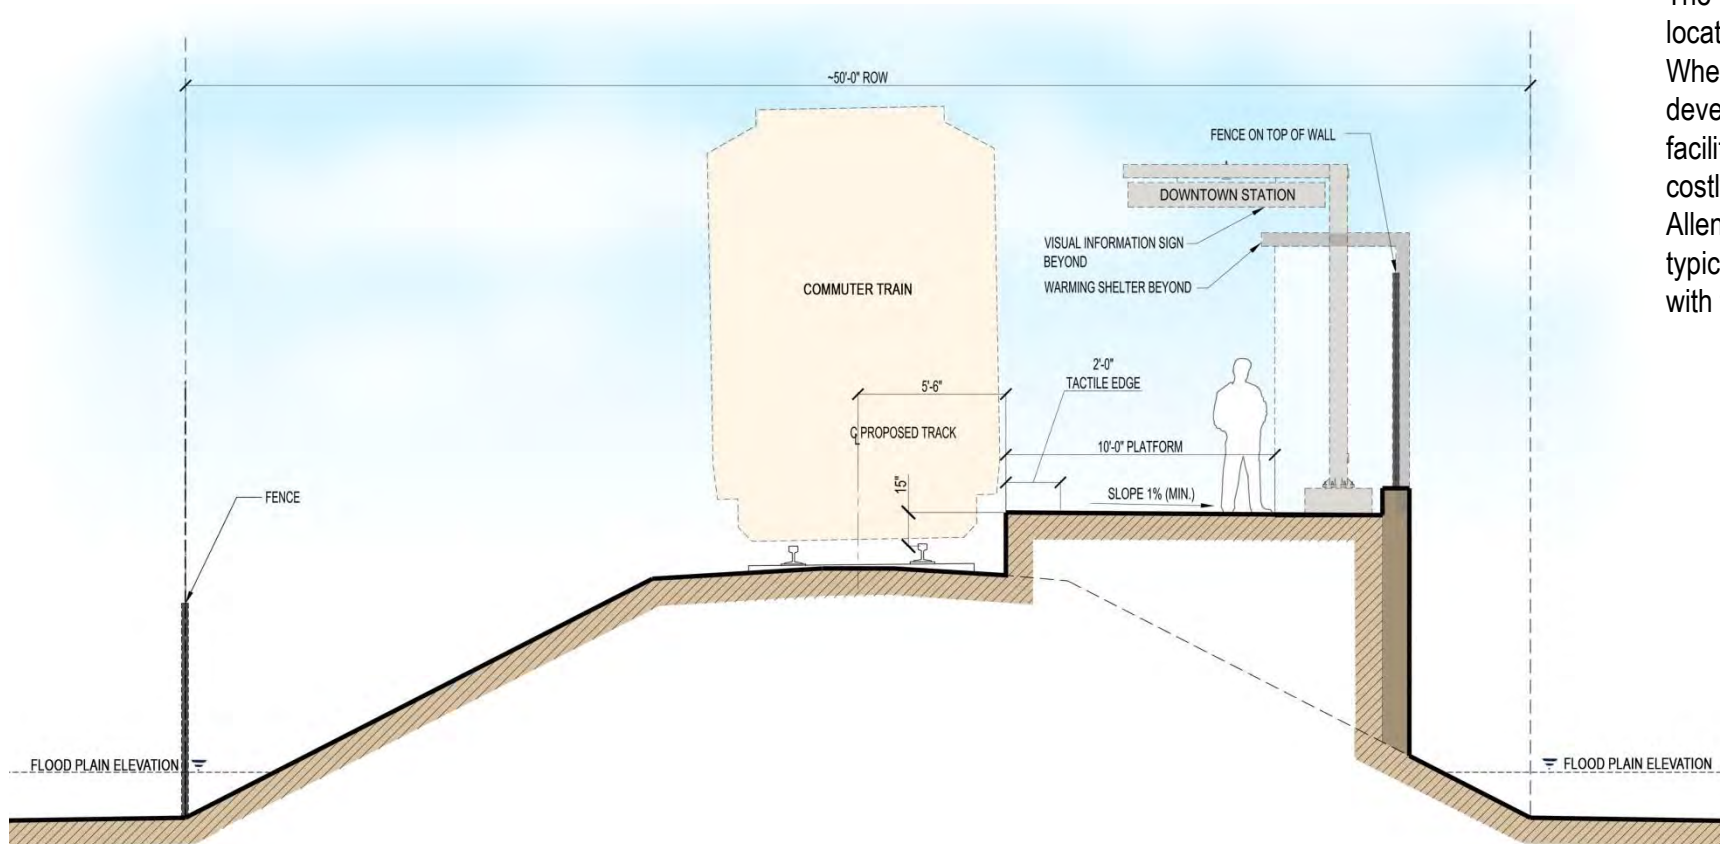 ~50'-0" ROW
FENCE ON TOP OF WALL
DOWNTOWN STATION
VISUAL INFORMATION SIGN
BEYOND
WARMING SHELTER BEYOND
COMMUTER TRAIN
2'-0"
TACTILE EDGE
5'-6"
℄ PROPOSED TRACK
10'-0" PLATFORM
15"
SLOPE 1% (MIN.)
FENCE
FLOOD PLAIN ELEVATION
FLOOD PLAIN ELEVATION
The
locat
Whe
deve
facili
costl
Allen
typic
with